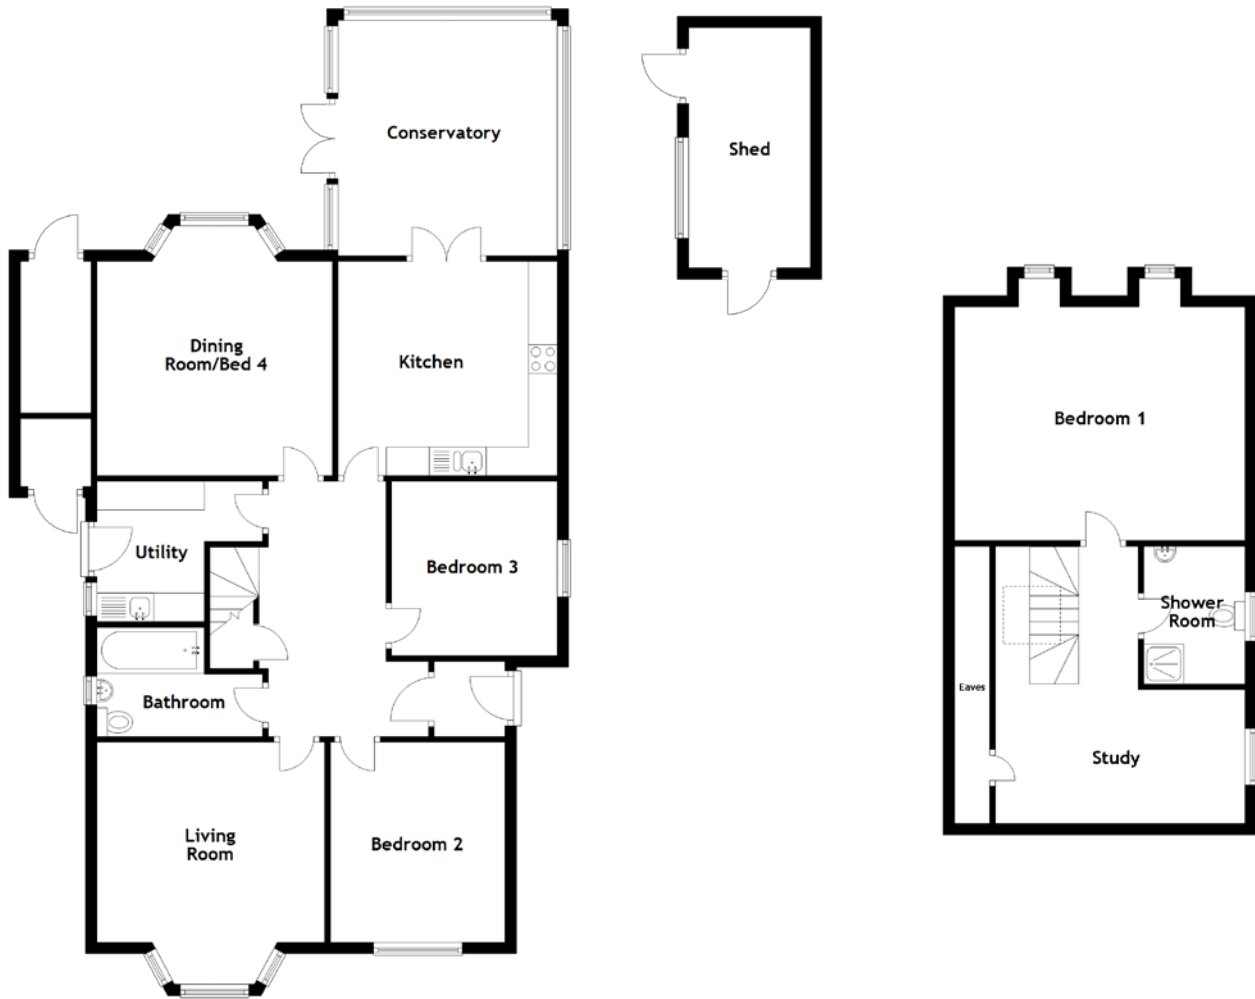 Conservatory
Shed
Dining
Room/Bed 4
Kitchen
Utility
Bedroom 3
Bathroom
Living
Room
Bedroom 2
Bedroom 1
Shower
Room
Eaves
Study